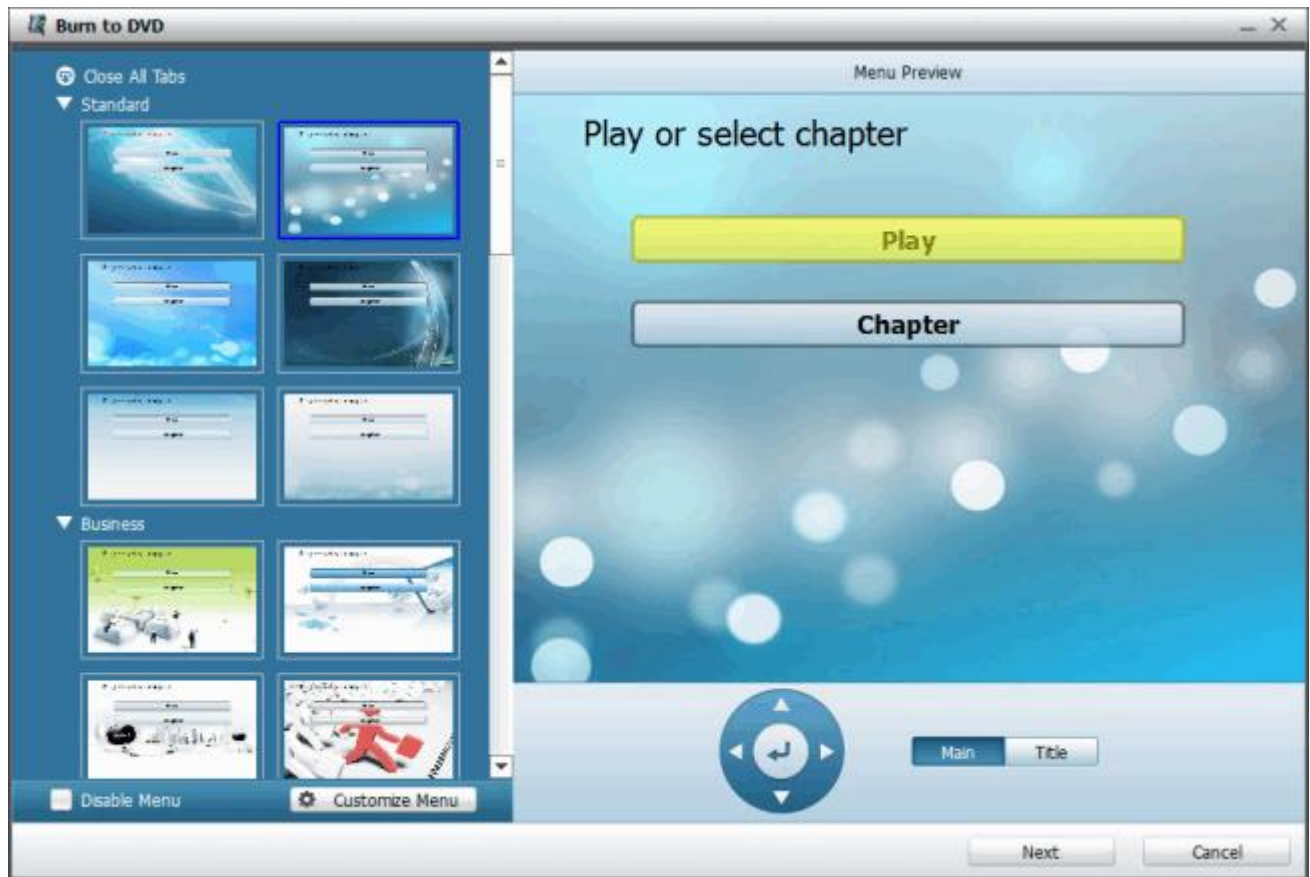 Burn to DVD
Close All Tabs
Standard
Business
Disable Menu
Customize Menu
Menu Preview
Play or select chapter
Play
Chapter
Main
Title
Next
Cancel